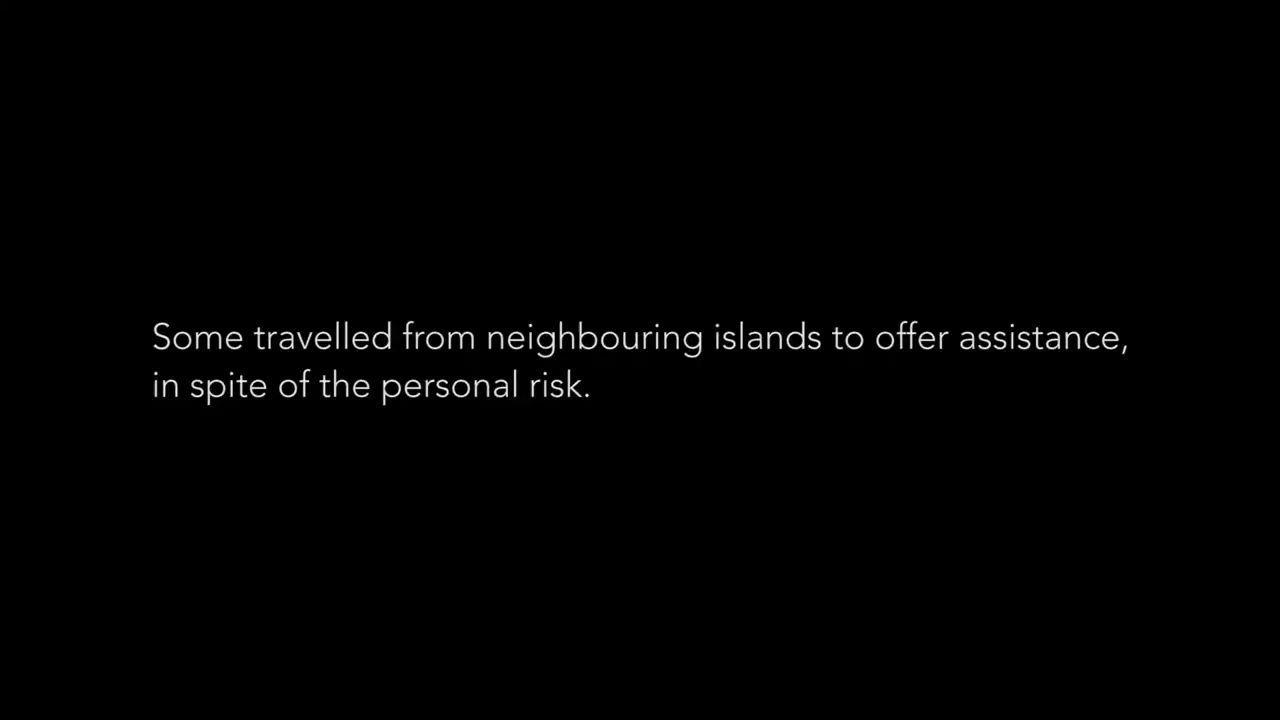 Some travelled from neighbouring islands to offer assistance,
in spite of the personal risk.